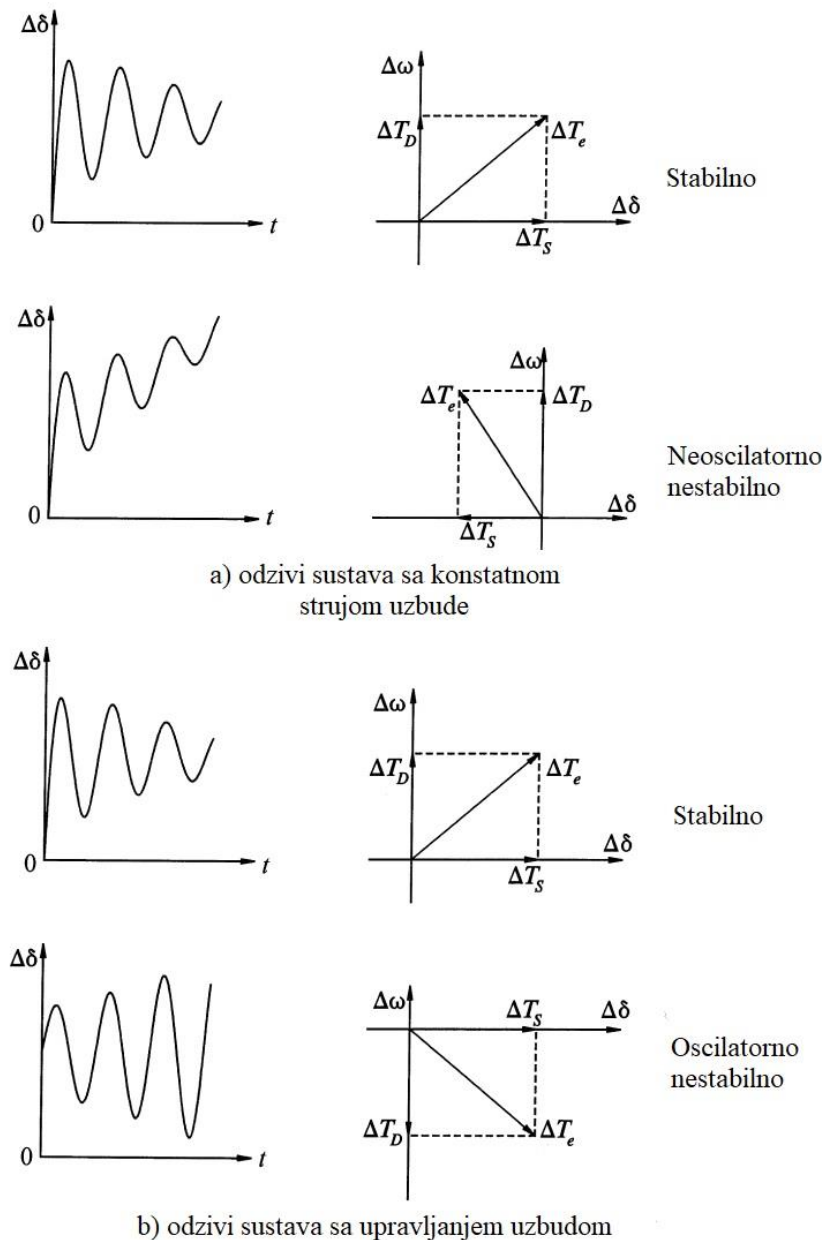 Δδ
0
t
Δω
ΔT_D
ΔT_e
ΔT_S
Δδ
Stabilno
Δδ
0
t
Δω
ΔT_e
ΔT_D
Δδ
ΔT_S
Neoscilatorno
nestabilno
a) odzivi sustava sa konstatnom
strujom uzbude
Δδ
0
t
Δω
ΔT_D
ΔT_e
Δδ
ΔT_S
Stabilno
Δδ
0
t
Δω
ΔT_S
Δδ
ΔT_D
ΔT_e
Oscilatorno
nestabilno
b) odzivi sustava sa upravljanjem uzbudom